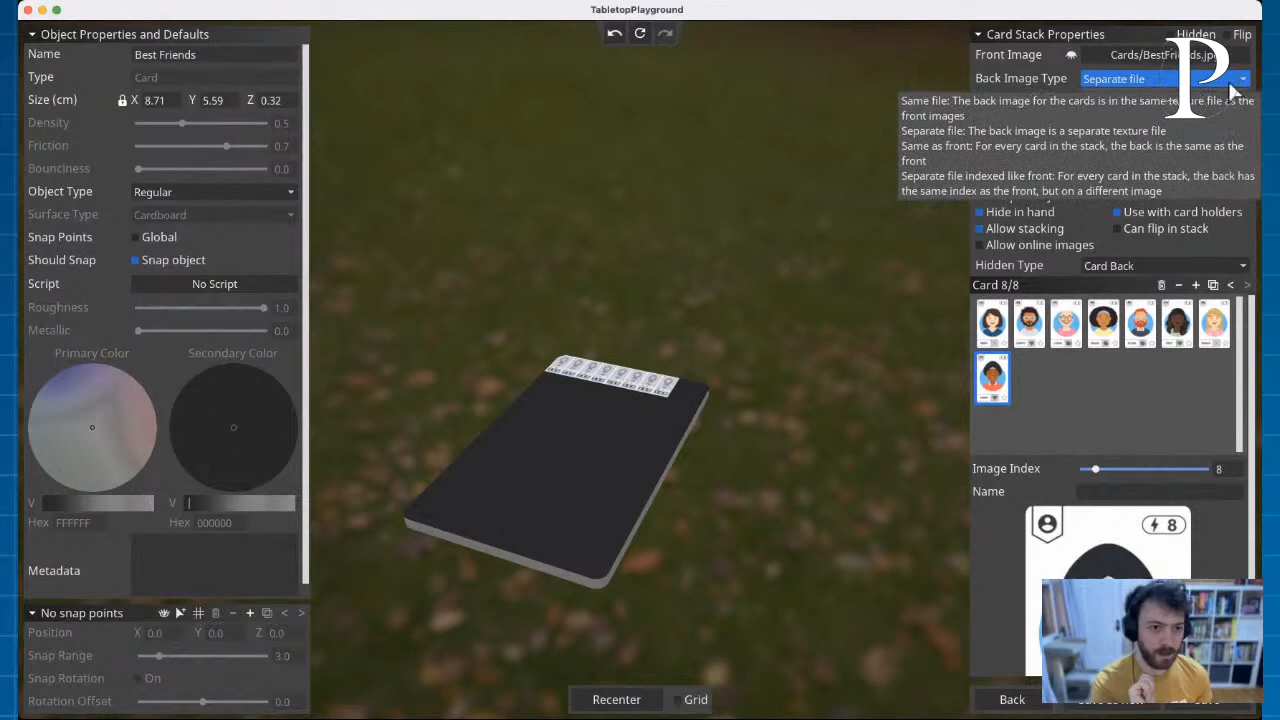 TabletopPlayground
Object Properties and Defaults
Name Best Friends
Type Card
Size (cm) X 8.71 Y 5.59 Z 0.32
Density 0.5
Friction 0.7
Bounciness 0.0
Object Type Regular
Surface Type Cardboard
Snap Points Global
Should Snap Snap object
Script No Script
Roughness 1.0
Metallic 0.0
Primary Color Secondary Color
V V
Hex FFFFFF Hex 000000
Metadata
No snap points
Position X 0.0 Y 0.0 Z 0.0
Snap Range 3.0
Snap Rotation On
Rotation Offset 0.0
Recenter Grid
Card Stack Properties Hidden Flip
Front Image
Back Image Type Separate file
P
Same file: The back image for the cards is in the same texture file as the
front images
Separate file: The back image is a separate texture file
Same as front: For every card in the stack, the back is the same as the
front
Separate file indexed like front: For every card in the stack, the back has
the same index as the front, but on a different image
Hide in hand Use with card holders
Allow stacking Can flip in stack
Allow online images
Hidden Type Card Back
Card 8/8
Image Index 8
Name
8
Back